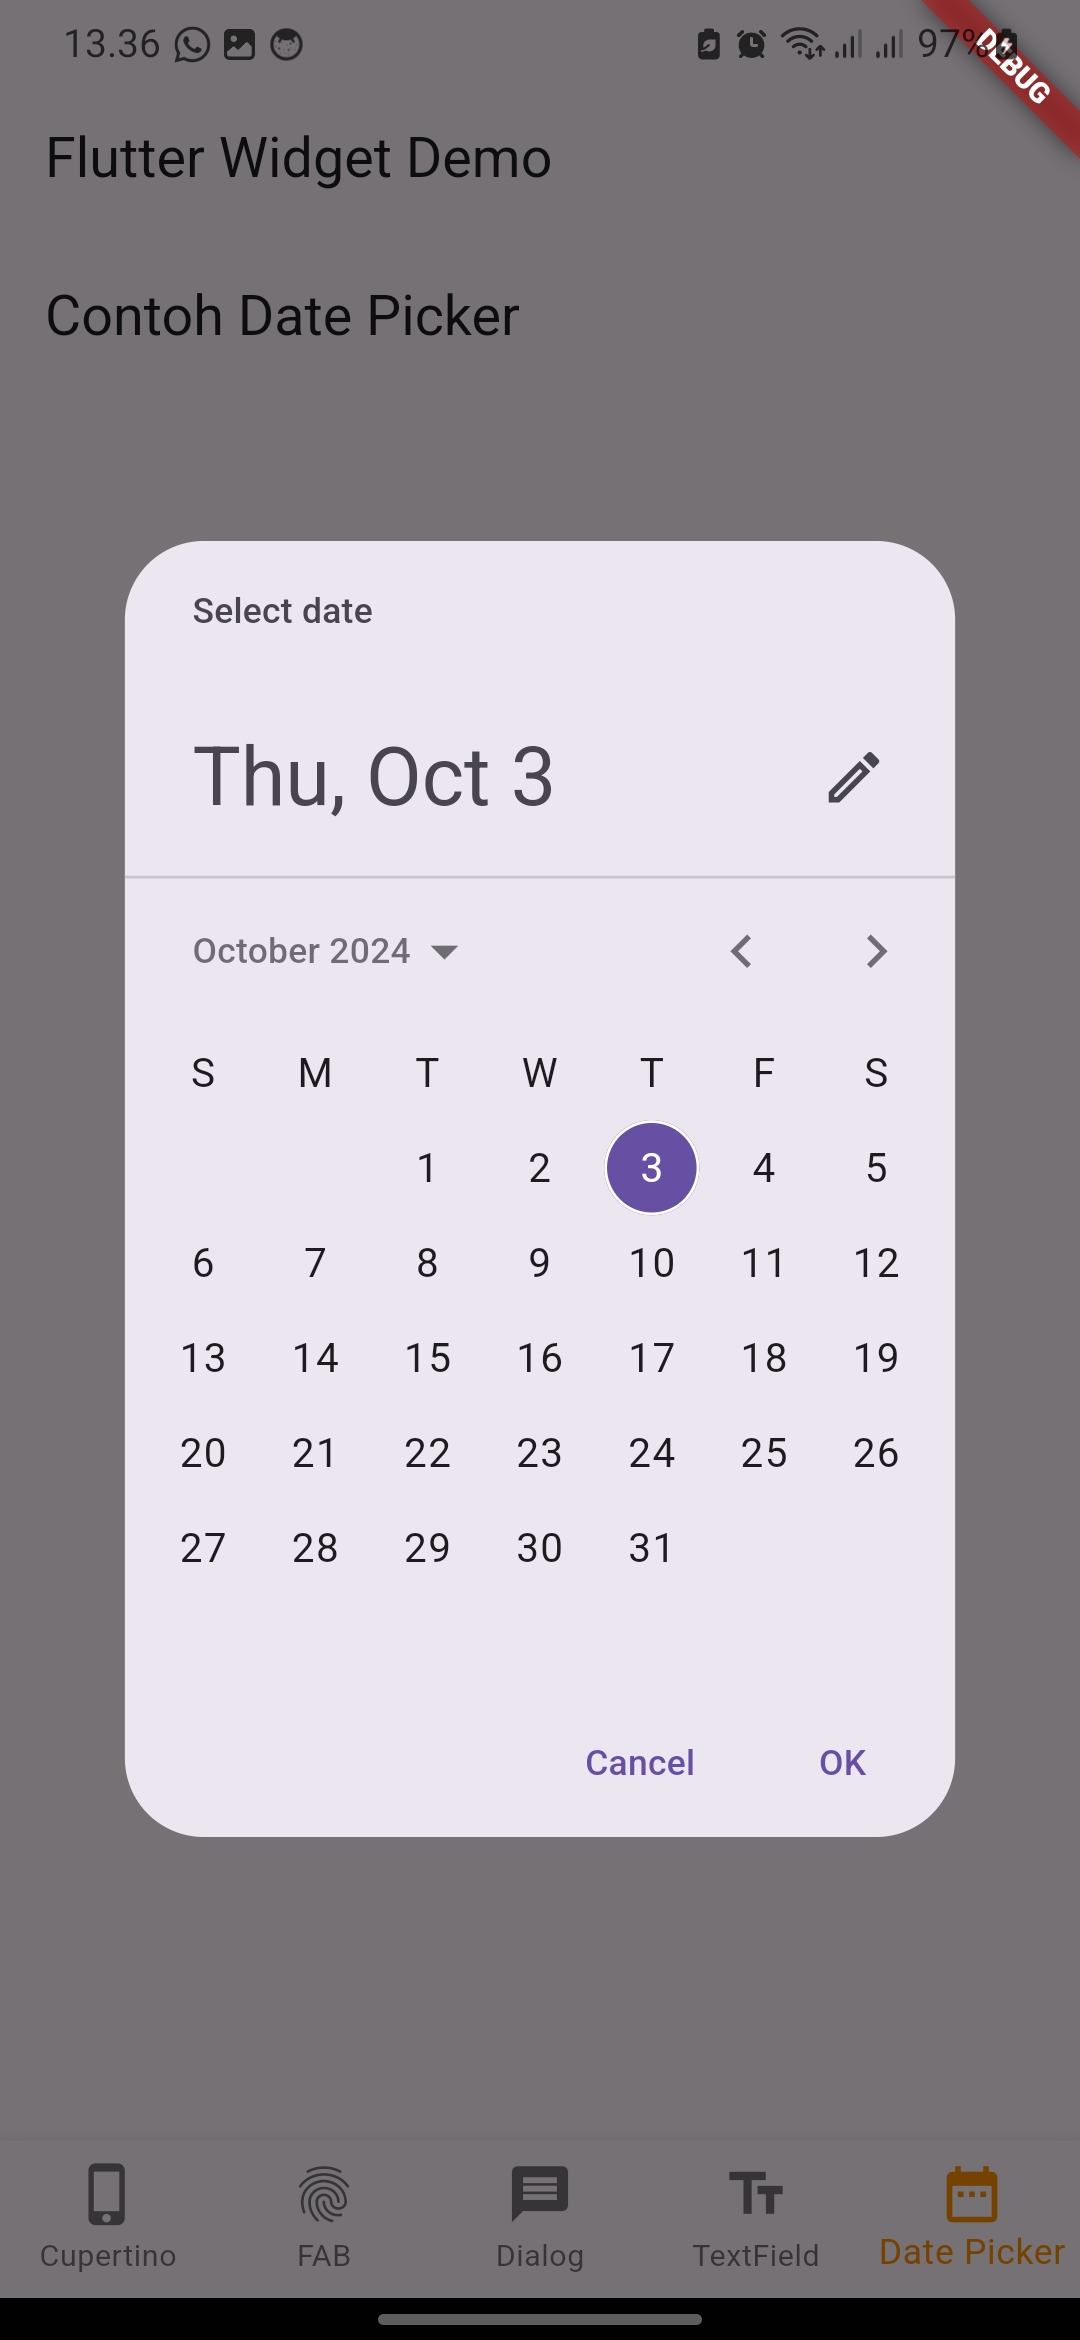 13.36 97%
DEBUG
Flutter Widget Demo
Contoh Date Picker
Select date
Thu, Oct 3
October 2024
S M T W T F S
1 2 3 4 5
6 7 8 9 10 11 12
13 14 15 16 17 18 19
20 21 22 23 24 25 26
27 28 29 30 31
Cancel OK
Cupertino FAB Dialog TextField Date Picker